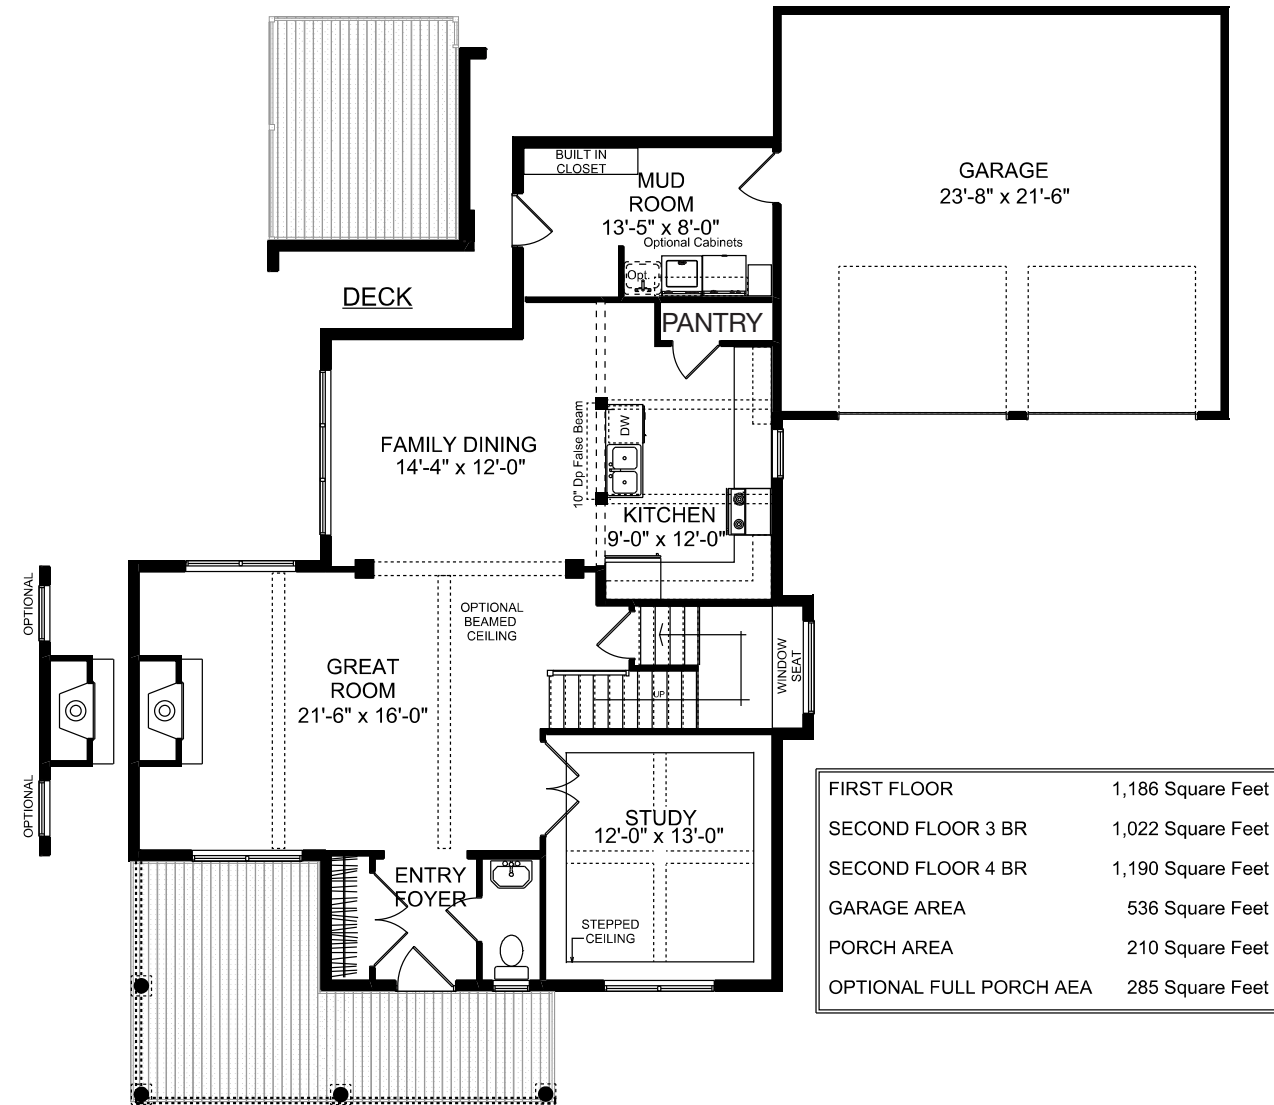 BUILT IN
CLOSET
MUD
ROOM
13'-5" x 8'-0"
Optional Cabinets
Opt.
GARAGE
23'-8" x 21'-6"
DECK
PANTRY
FAMILY DINING
14'-4" x 12'-0"
10" Dp False Beam
DW
KITCHEN
9'-0" x 12'-0"
OPTIONAL
OPTIONAL
BEAMED
CEILING
GREAT
ROOM
21'-6" x 16'-0"
UP
WINDOW
SEAT
OPTIONAL
STUDY
12'-0" x 13'-0"
ENTRY
FOYER
STEPPED
CEILING
FIRST FLOOR 1,186 Square Feet
SECOND FLOOR 3 BR 1,022 Square Feet
SECOND FLOOR 4 BR 1,190 Square Feet
GARAGE AREA 536 Square Feet
PORCH AREA 210 Square Feet
OPTIONAL FULL PORCH AEA 285 Square Feet